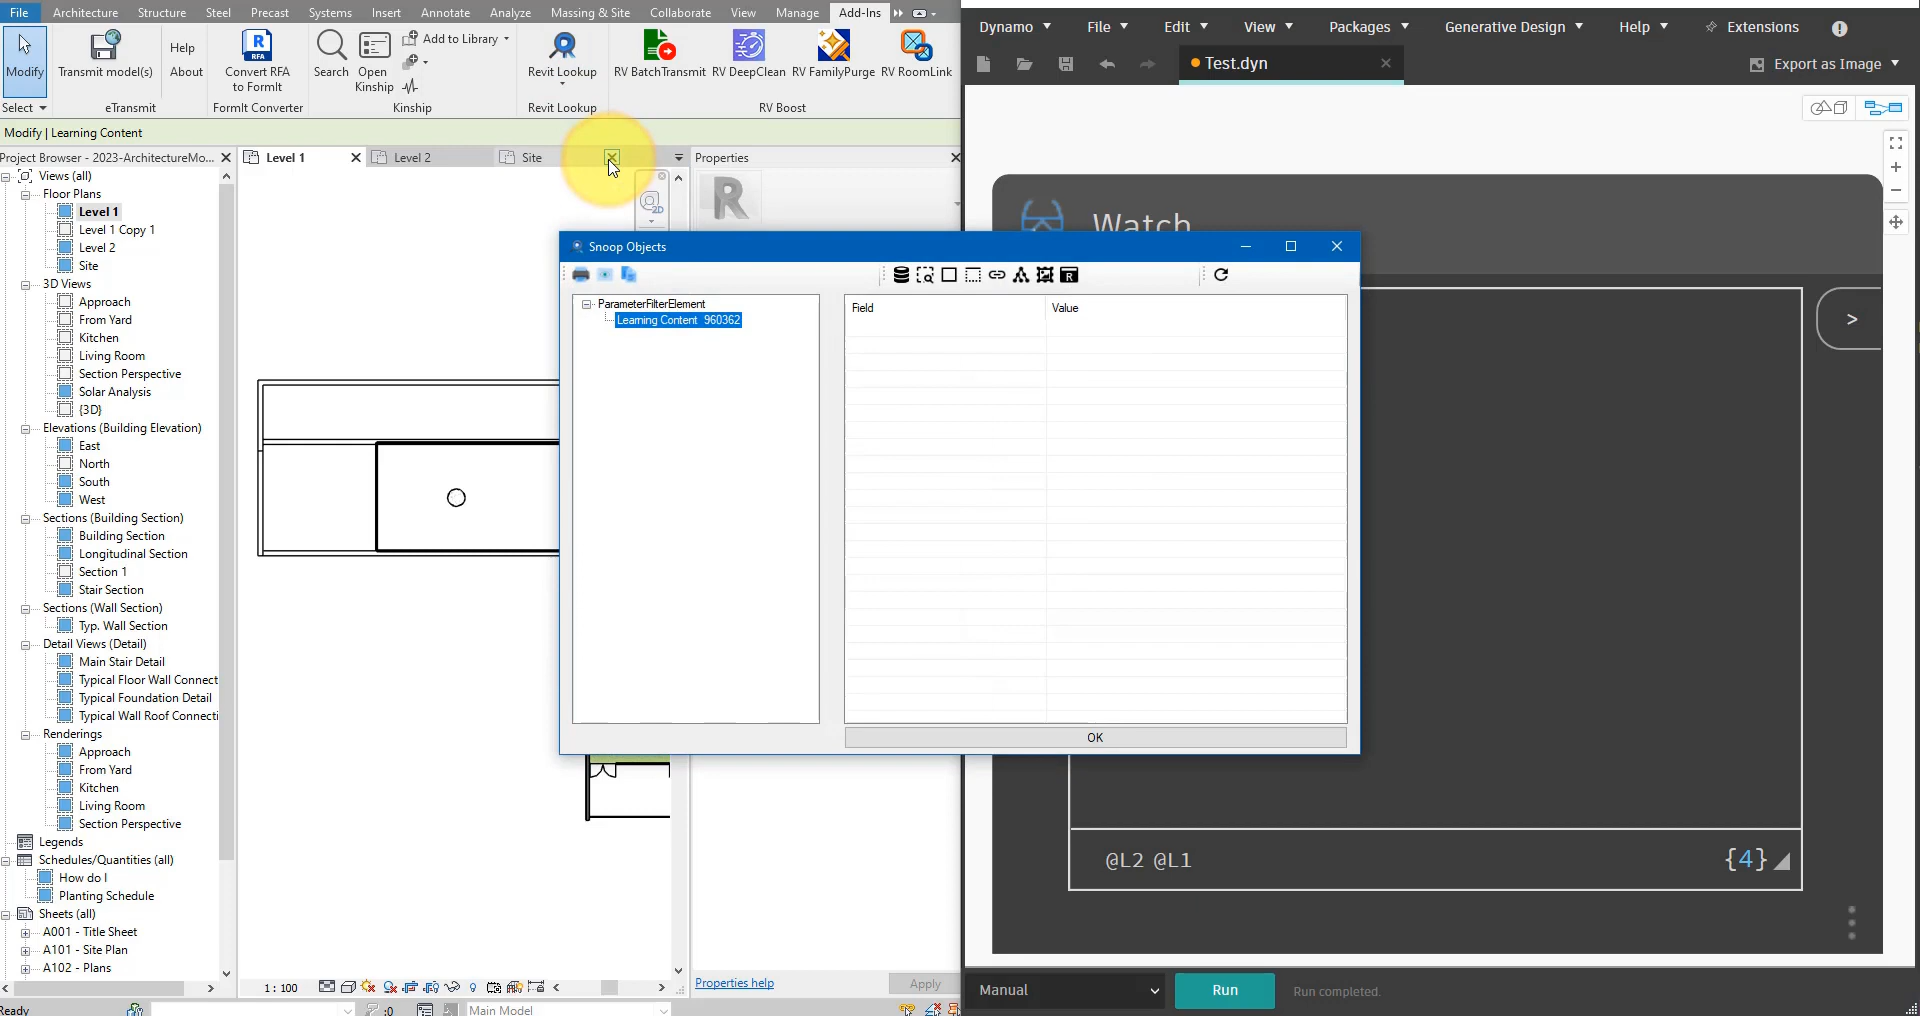 File Architecture Structure Steel Precast Systems Insert Annotate Analyze Massing & Site Collaborate View Manage Add-Ins
Modify
Select
Transmit model(s)
eTransmit
Help
About
Convert RFA
to FormIt
FormIt Converter
Search
Open
Kinship
Add to Library
Kinship
Revit Lookup
Revit Lookup
RV BatchTransmit RV DeepClean RV FamilyPurge RV RoomLink
RV Boost
Modify | Learning Content
Project Browser - 2023-ArchitectureMo...
Views (all)
Floor Plans
Level 1
Level 1 Copy 1
Level 2
Site
3D Views
Approach
From Yard
Kitchen
Living Room
Section Perspective
Solar Analysis
{3D}
Elevations (Building Elevation)
East
North
South
West
Sections (Building Section)
Building Section
Longitudinal Section
Section 1
Stair Section
Sections (Wall Section)
Typ. Wall Section
Detail Views (Detail)
Main Stair Detail
Typical Floor Wall Connect
Typical Foundation Detail
Typical Wall Roof Connecti
Renderings
Approach
From Yard
Kitchen
Living Room
Section Perspective
Legends
Schedules/Quantities (all)
How do I
Planting Schedule
Sheets (all)
A001 - Title Sheet
A101 - Site Plan
A102 - Plans
Level 1
Level 2
Site
2D
1 : 100
Properties
R
Properties help
Apply
Ready
:0
Main Model
Snoop Objects
ParameterFilterElement
Learning Content 960362
Field
Value
OK
Dynamo File Edit View Packages Generative Design Help Extensions
Test.dyn
Export as Image
Watch
>
@L2 @L1
{4}
Manual
Run
Run completed.